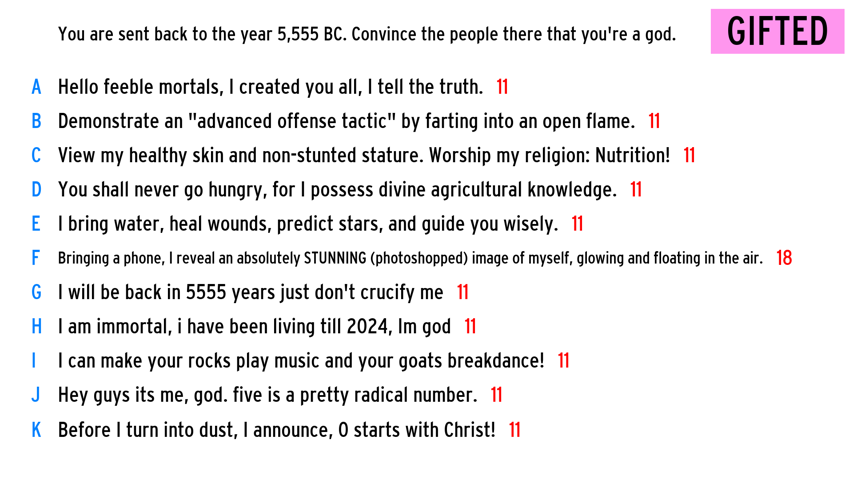 You are sent back to the year 5,555 BC. Convince the people there that you're a god.
GIFTED
A Hello feeble mortals, I created you all, I tell the truth. 11
B Demonstrate an "advanced offense tactic" by farting into an open flame. 11
C View my healthy skin and non-stunted stature. Worship my religion: Nutrition! 11
D You shall never go hungry, for I possess divine agricultural knowledge. 11
E I bring water, heal wounds, predict stars, and guide you wisely. 11
F Bringing a phone, I reveal an absolutely STUNNING (photoshopped) image of myself, glowing and floating in the air. 18
G I will be back in 5555 years just don't crucify me 11
H I am immortal, i have been living till 2024, Im god 11
I I can make your rocks play music and your goats breakdance! 11
J Hey guys its me, god. five is a pretty radical number. 11
K Before I turn into dust, I announce, 0 starts with Christ! 11